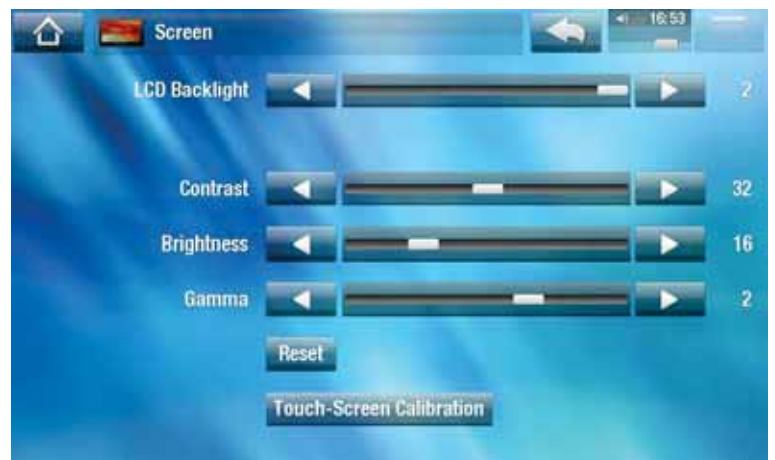 Screen 16:53
LCD Backlight 2
Contrast 32
Brightness 16
Gamma 2
Reset
Touch-Screen Calibration